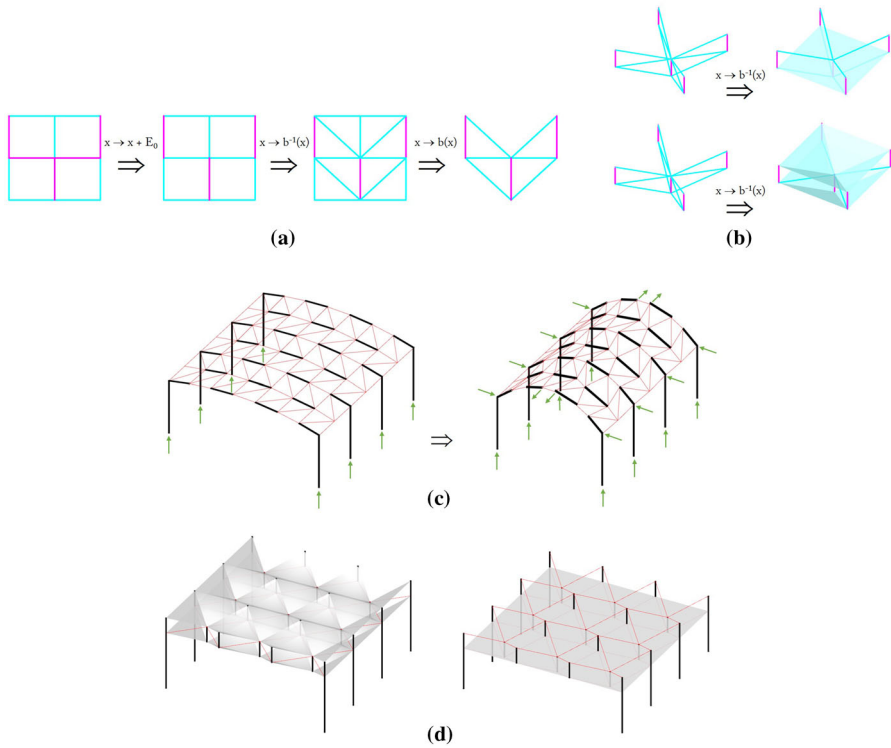 x → b⁻¹(x)
⇒
x → x + E₀
⇒
x → b⁻¹(x)
⇒
x → b(x)
⇒
x → b⁻¹(x)
⇒
(a)
(b)
⇒
(c)
(d)